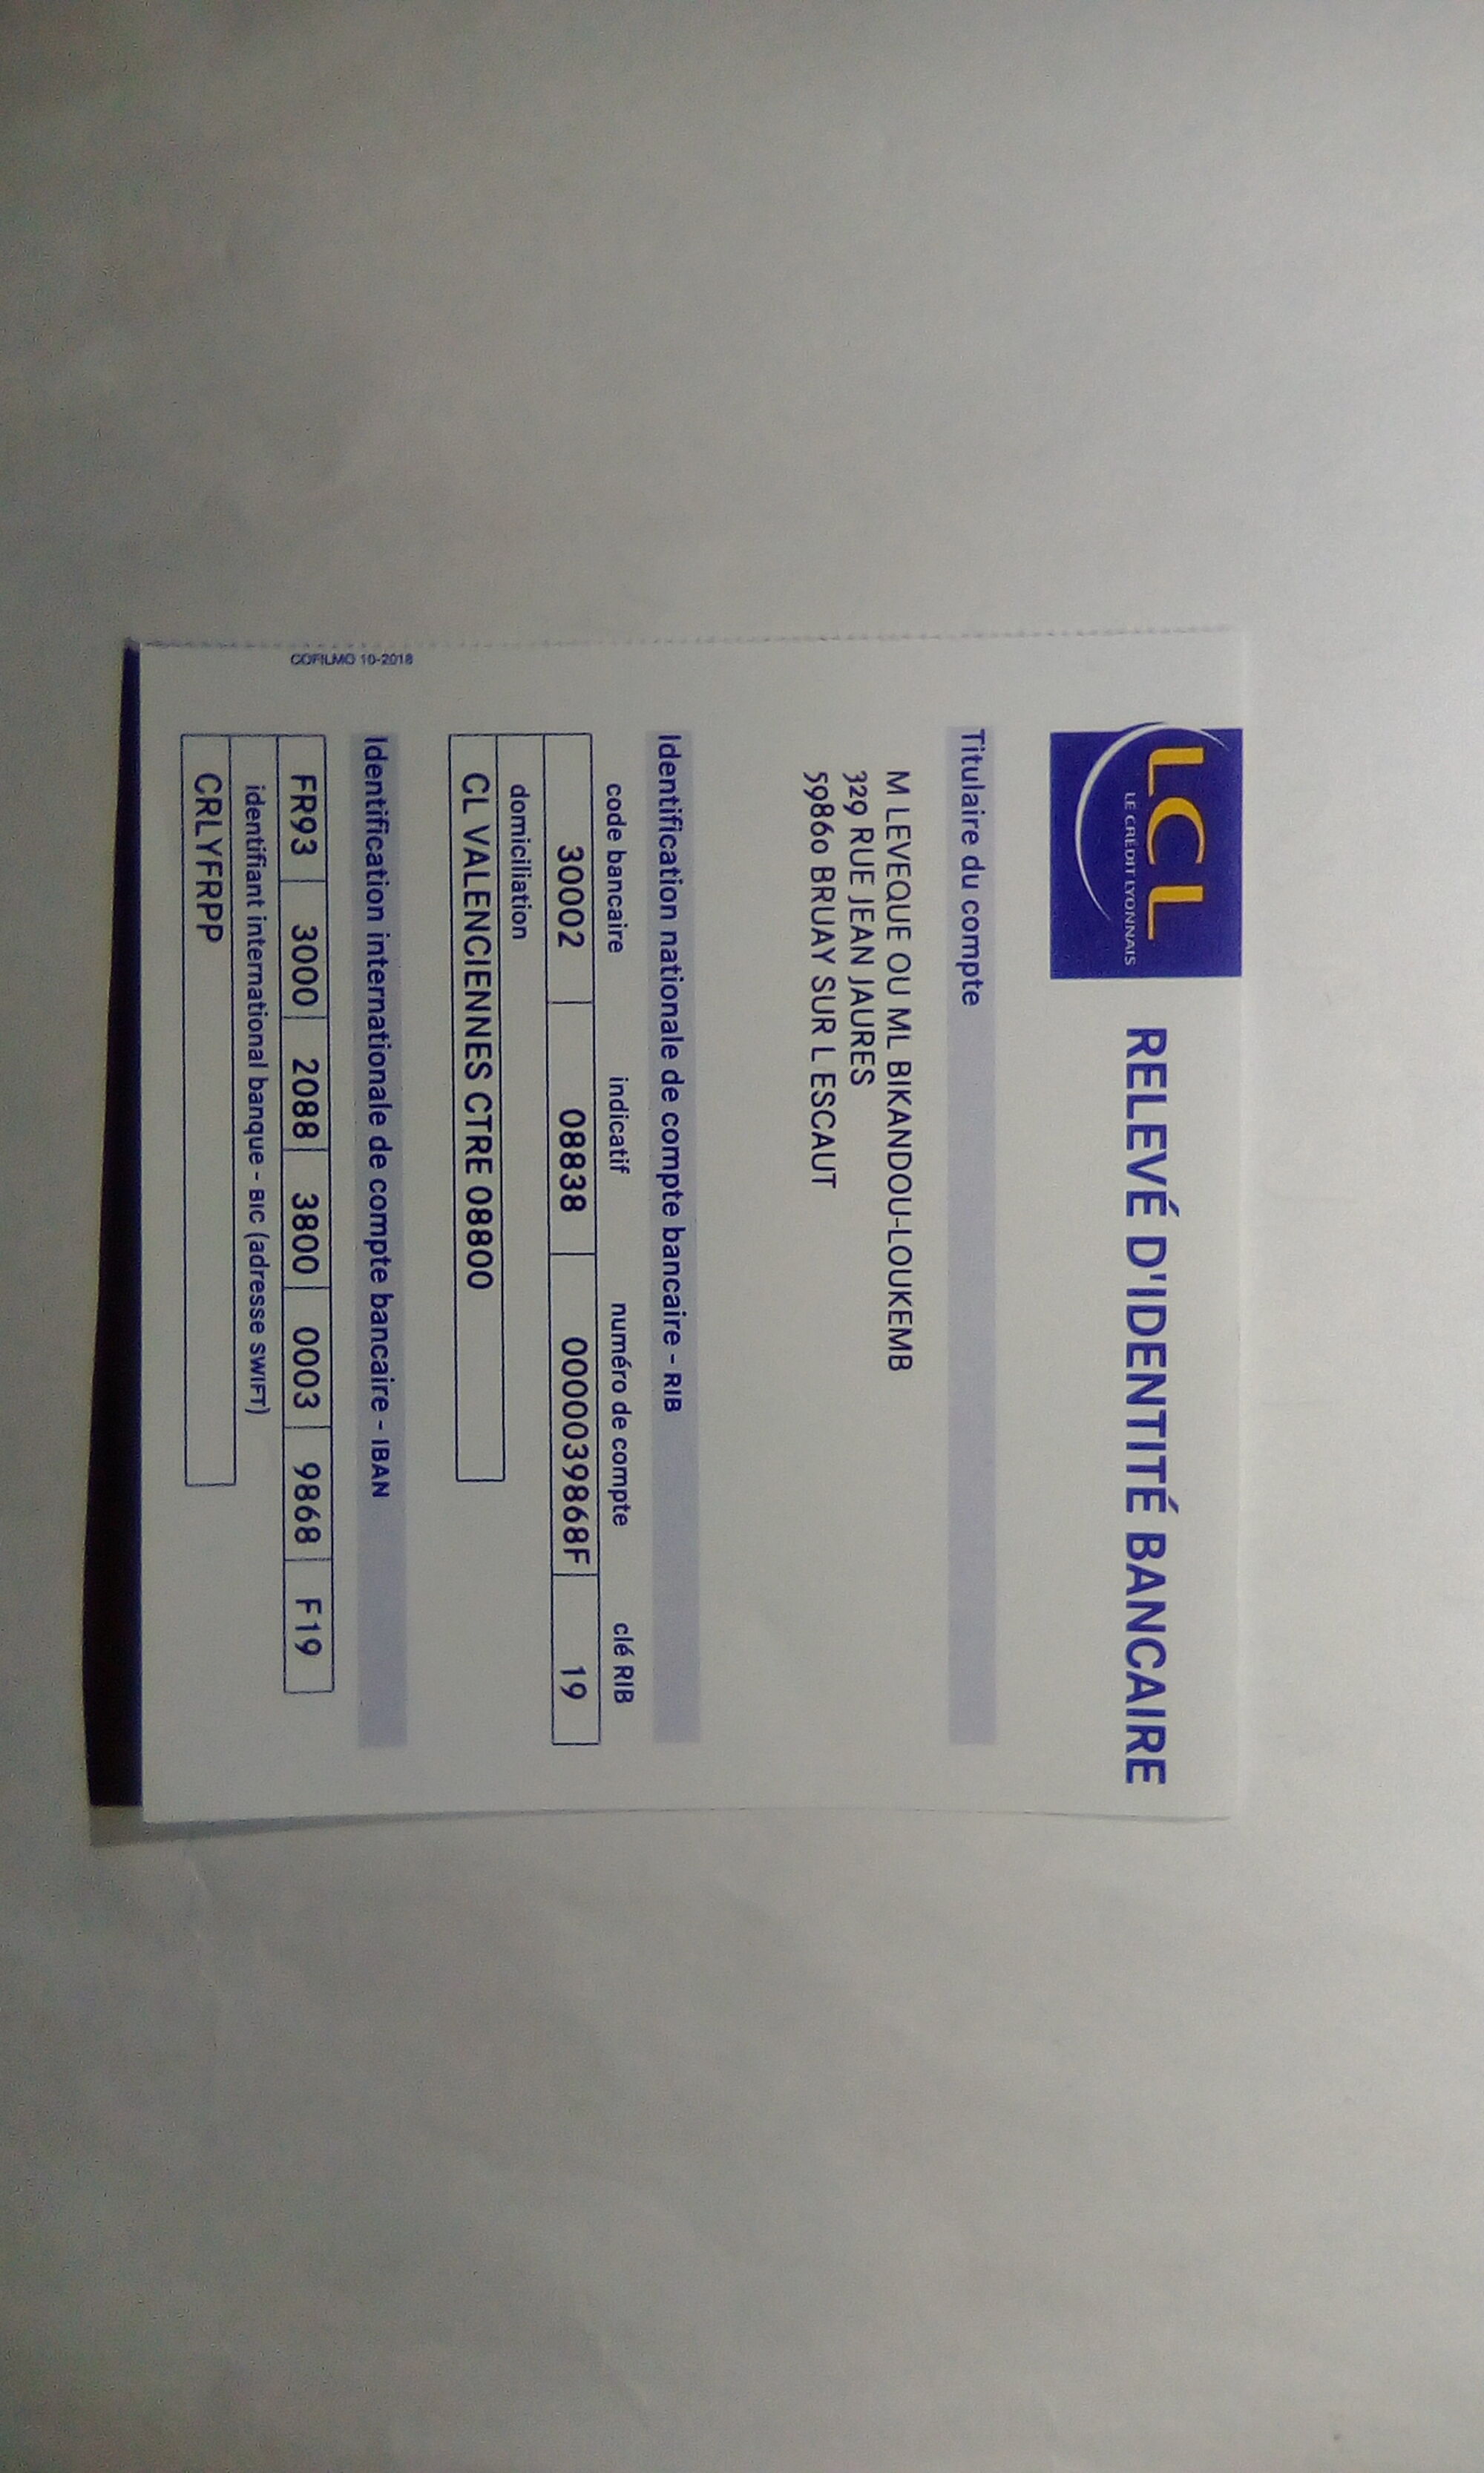 LCL
LE CRÉDIT LYONNAIS
RELEVÉ D'IDENTITÉ BANCAIRE
Titulaire du compte
M LEVEQUE OU ML BIKANDOU-LOUKEMB
329 RUE JEAN JAURES
59860 BRUAY SUR L ESCAUT
Identification nationale de compte bancaire - RIB
code bancaire indicatif numéro de compte clé RIB
30002 08838 0000039868F 19
domiciliation
CL VALENCIENNES CTRE 08800
Identification internationale de compte bancaire - IBAN
FR93 3000 2088 3800 0003 9868 F19
identifiant international banque - BIC (adresse SWIFT)
CRLYFRPP
COFILMO 10-2018